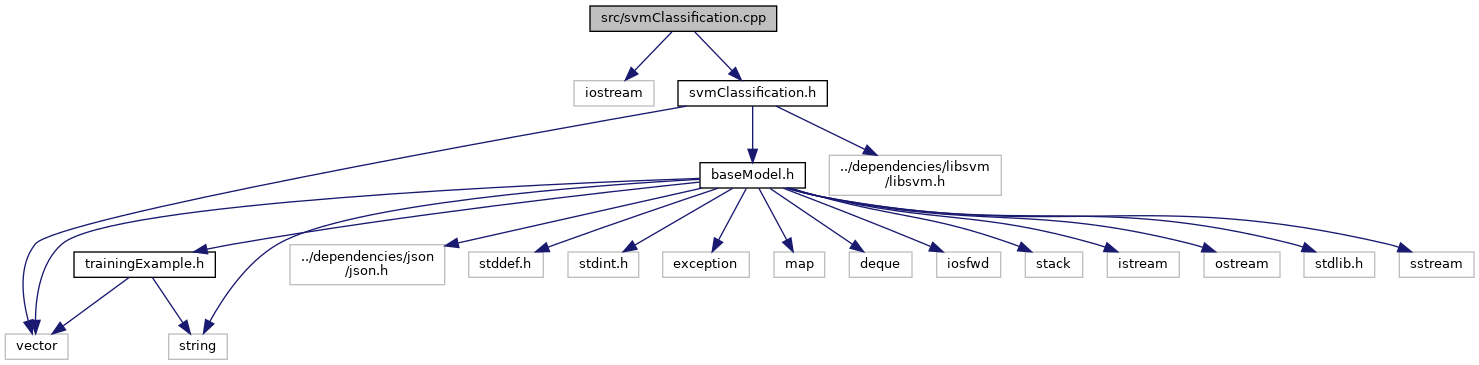 src/svmClassification.cpp
iostream
svmClassification.h
baseModel.h
../dependencies/libsvm
/libsvm.h
trainingExample.h
../dependencies/json
/json.h
stddef.h
stdint.h
exception
map
deque
iosfwd
stack
istream
ostream
stdlib.h
sstream
vector
string